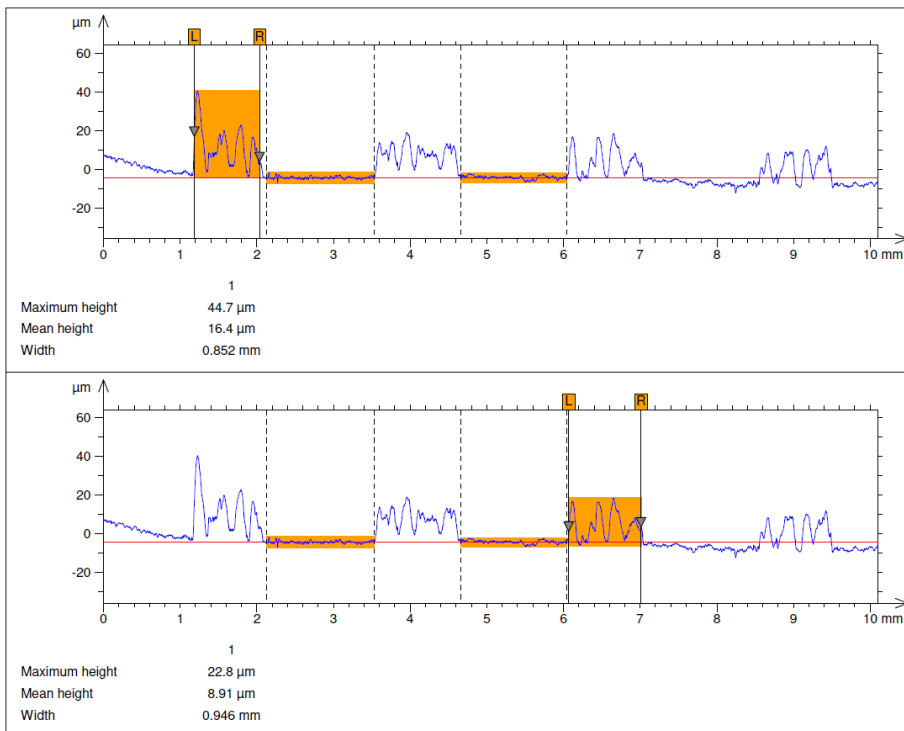 µm
L R
60
40
20
0
-20
0 1 2 3 4 5 6 7 8 9 10 mm
1
Maximum height 44.7 µm
Mean height 16.4 µm
Width 0.852 mm
µm
L R
60
40
20
0
-20
0 1 2 3 4 5 6 7 8 9 10 mm
1
Maximum height 22.8 µm
Mean height 8.91 µm
Width 0.946 mm